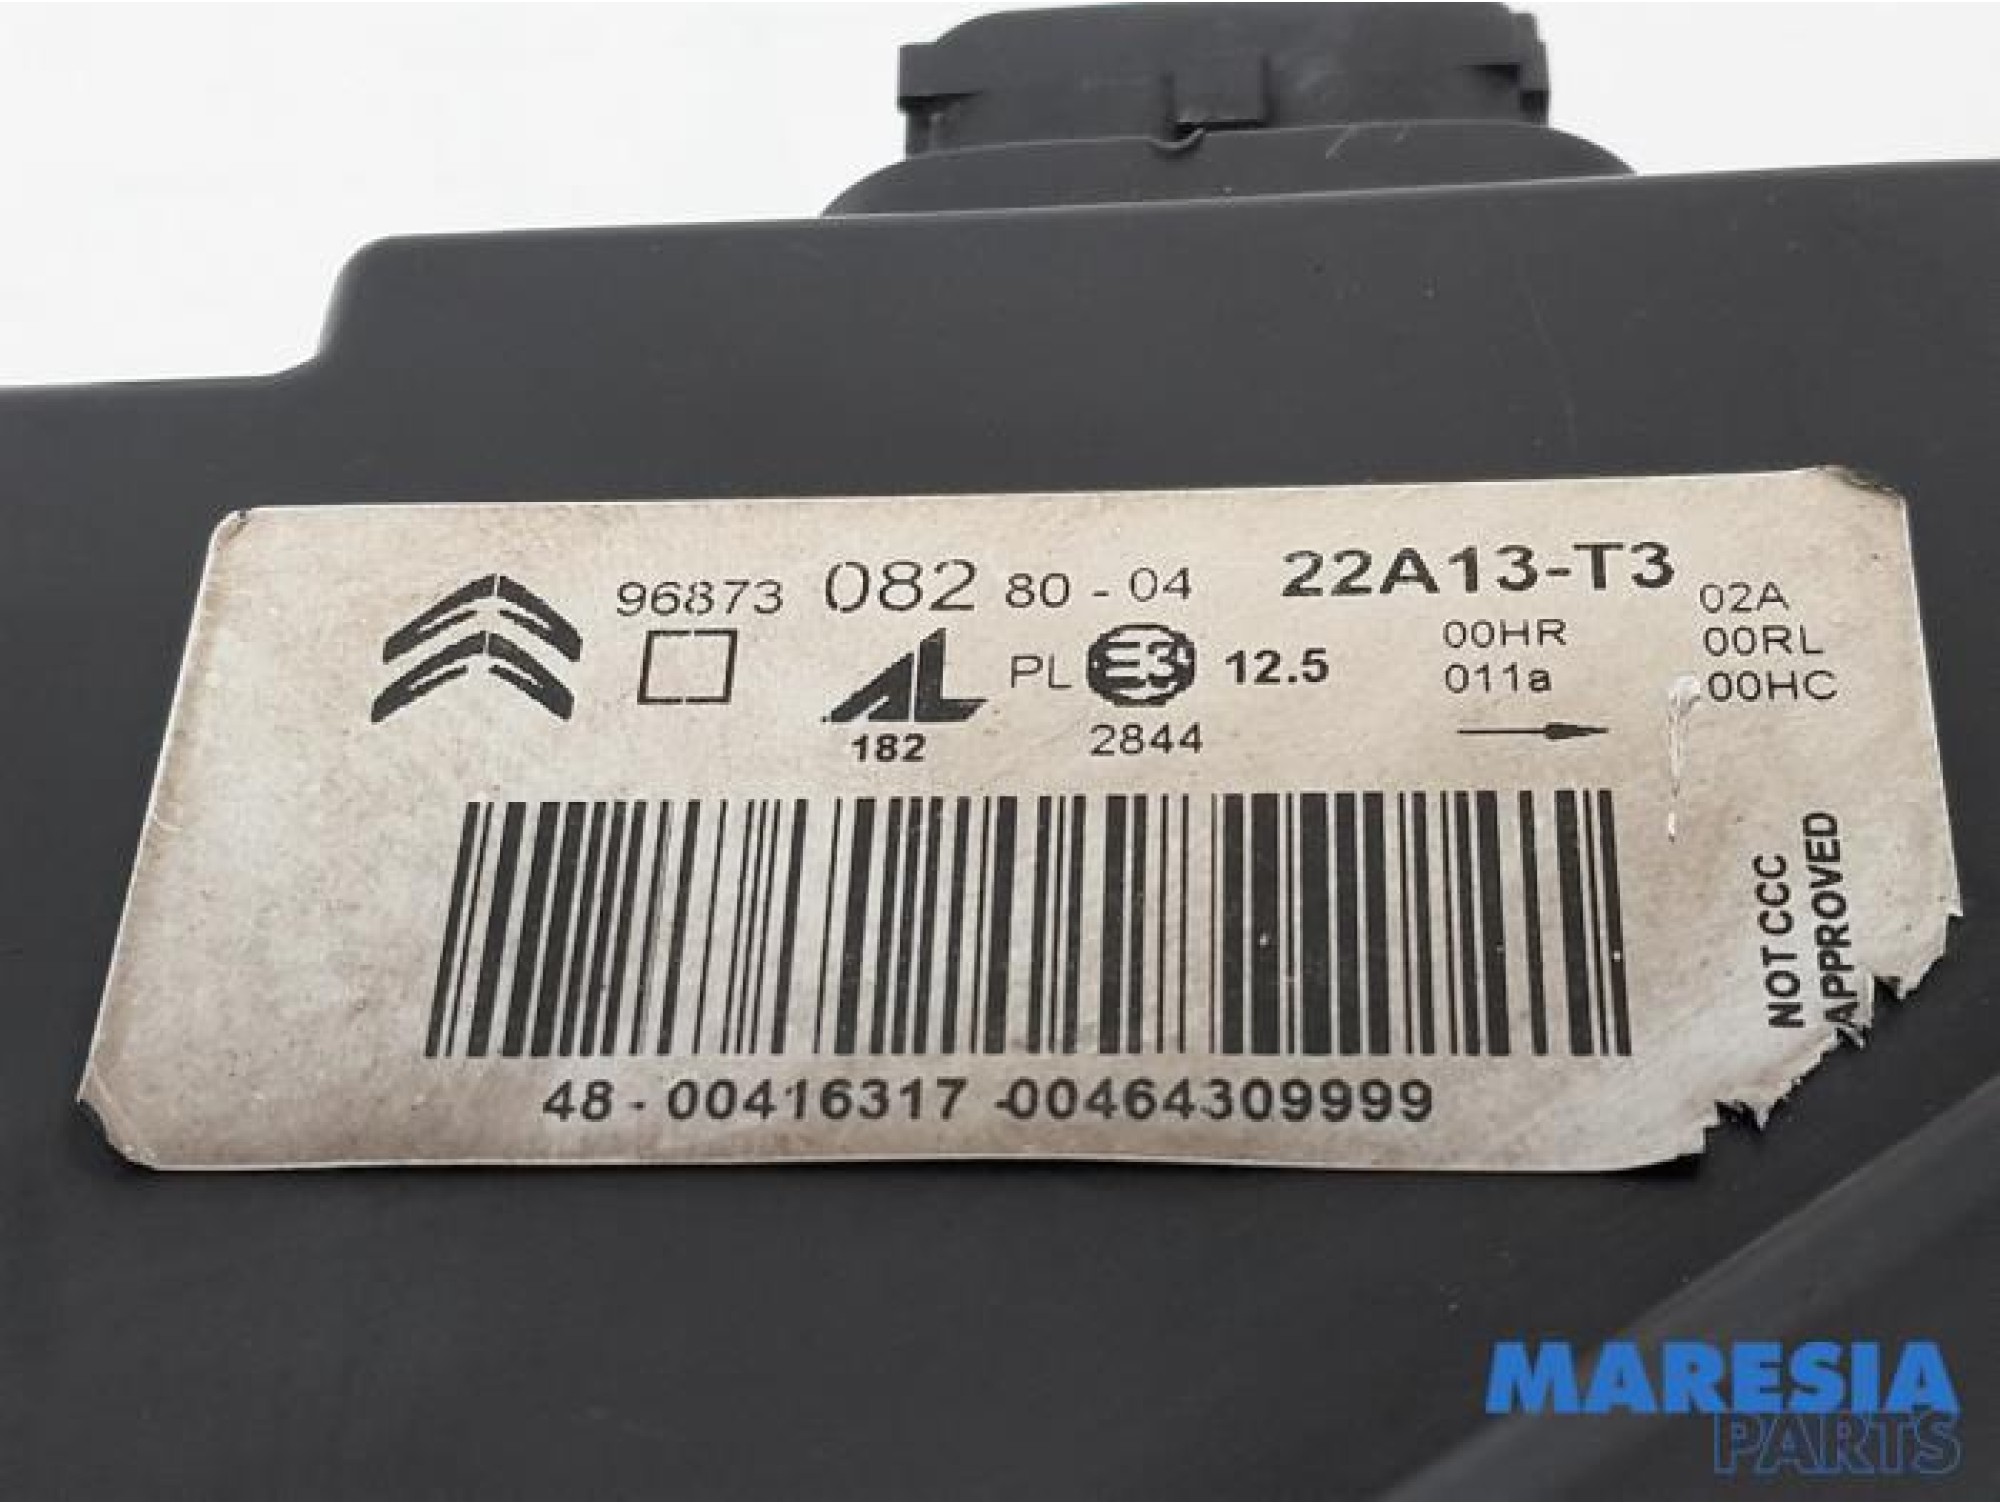 96873 082 80 - 04 22A13-T3 02A
00HR 00RL
AL PL E3 12.5
011a 00HC
182 2844
NOT CCC
APPROVED
48-00416317-00464309999
MARESIA
PARTS